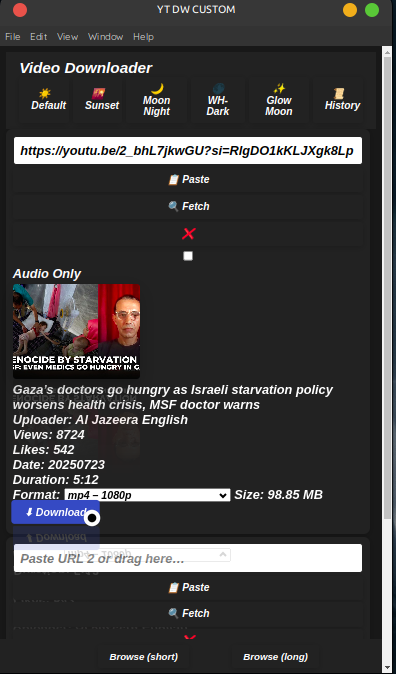 YT DW CUSTOM
File Edit View Window Help
Video Downloader
Default Sunset Moon Night WH-Dark Glow Moon History
https://youtu.be/2_bhL7jkwGU?si=RIgDO1kKLJXgk8Lp
Paste
Fetch
Audio Only
ENOCIDE BY STARVATION
SF: EVEN MEDICS GO HUNGRY IN G
Gaza's doctors go hungry as Israeli starvation policy
worsens health crisis, MSF doctor warns
Uploader: Al Jazeera English
Views: 8724
Likes: 542
Date: 20250723
Duration: 5:12
Format: mp4 – 1080p Size: 98.85 MB
Download
Paste URL 2 or drag here…
Paste
Fetch
Browse (short) Browse (long)